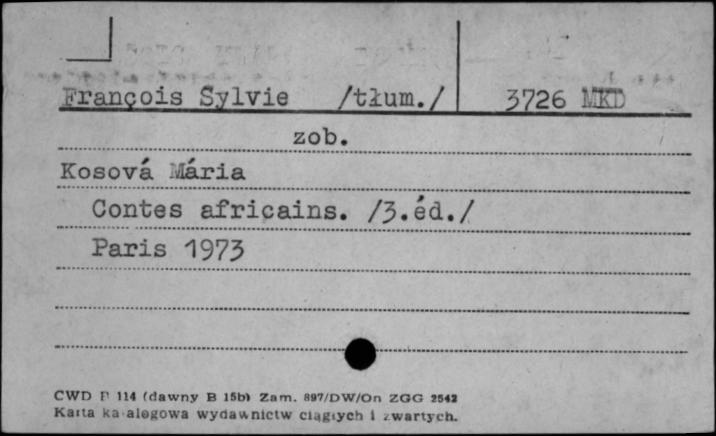 François Sylvie /tłum./ 3726 MKD
zob.
Kosová Mária
Contes africains. /3.éd./
Paris 1973
CWD P 114 (dawny B 15b) Zam. 897/DW/On ZGG 2542
Karta katalogowa wydawnictw ciągłych i zwartych.